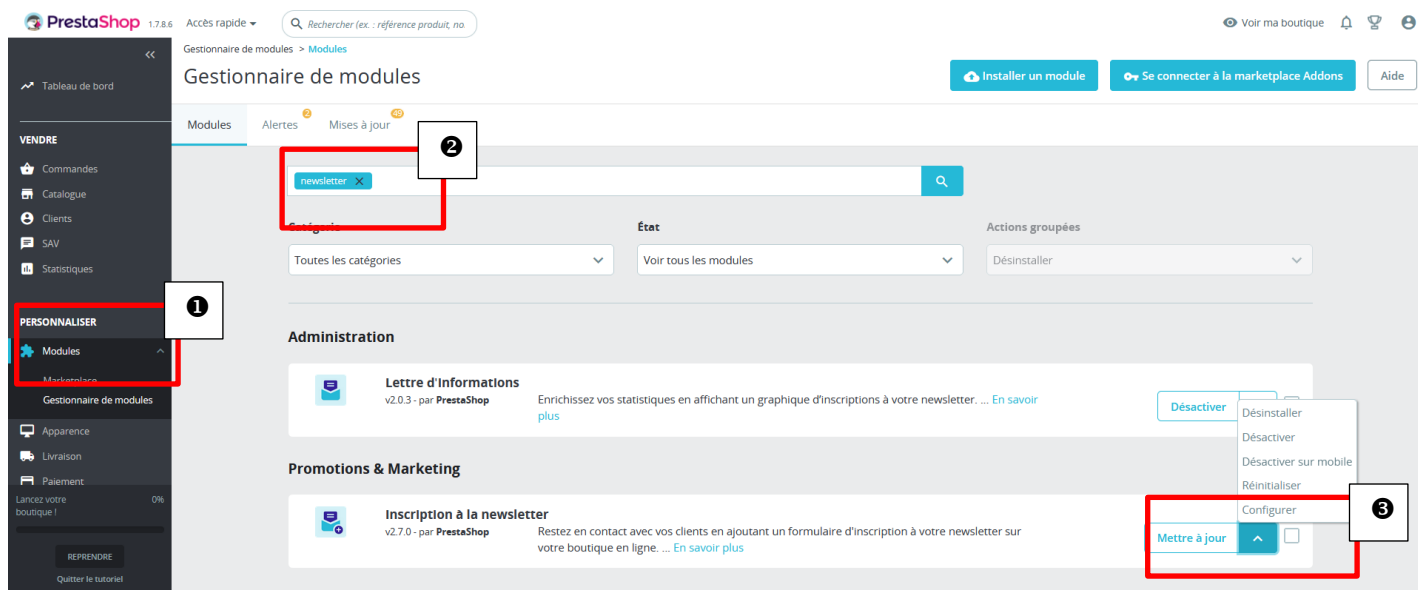 PrestaShop 1.7.8.6 Accès rapide Rechercher (ex. : référence produit, no. Voir ma boutique
Gestionnaire de modules > Modules
Gestionnaire de modules
Installer un module
Se connecter à la marketplace Addons
Aide
Tableau de bord
VENDRE
Commandes
Catalogue
Clients
SAV
Statistiques
PERSONNALISER
Modules
Marketplace
Gestionnaire de modules
Apparence
Livraison
Paiement
Lancez votre 0%
boutique !
REPRENDRE
Quitter le tutoriel
❶
Modules Alertes 2 Mises à jour 49
❷
newsletter
Catégorie État Actions groupées
Toutes les catégories Voir tous les modules Désinstaller
Administration
Lettre d'informations
v2.0.3 - par PrestaShop Enrichissez vos statistiques en affichant un graphique d'inscriptions à votre newsletter. ... En savoir
plus
Désactiver
Désinstaller
Désactiver
Désactiver sur mobile
Réinitialiser
Configurer
❸
Promotions & Marketing
Inscription à la newsletter
v2.7.0 - par PrestaShop Restez en contact avec vos clients en ajoutant un formulaire d'inscription à votre newsletter sur
votre boutique en ligne. ... En savoir plus
Mettre à jour